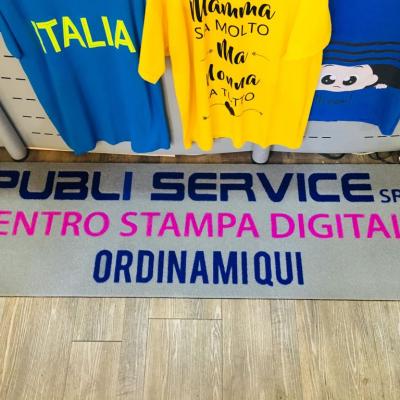 ITALIA
Mamma
SA MOLTO
Ma
Nonna
SA TUTTO
PUBLI SERVICE
ENTRO STAMPA DIGITAL
ORDINAMI QUI